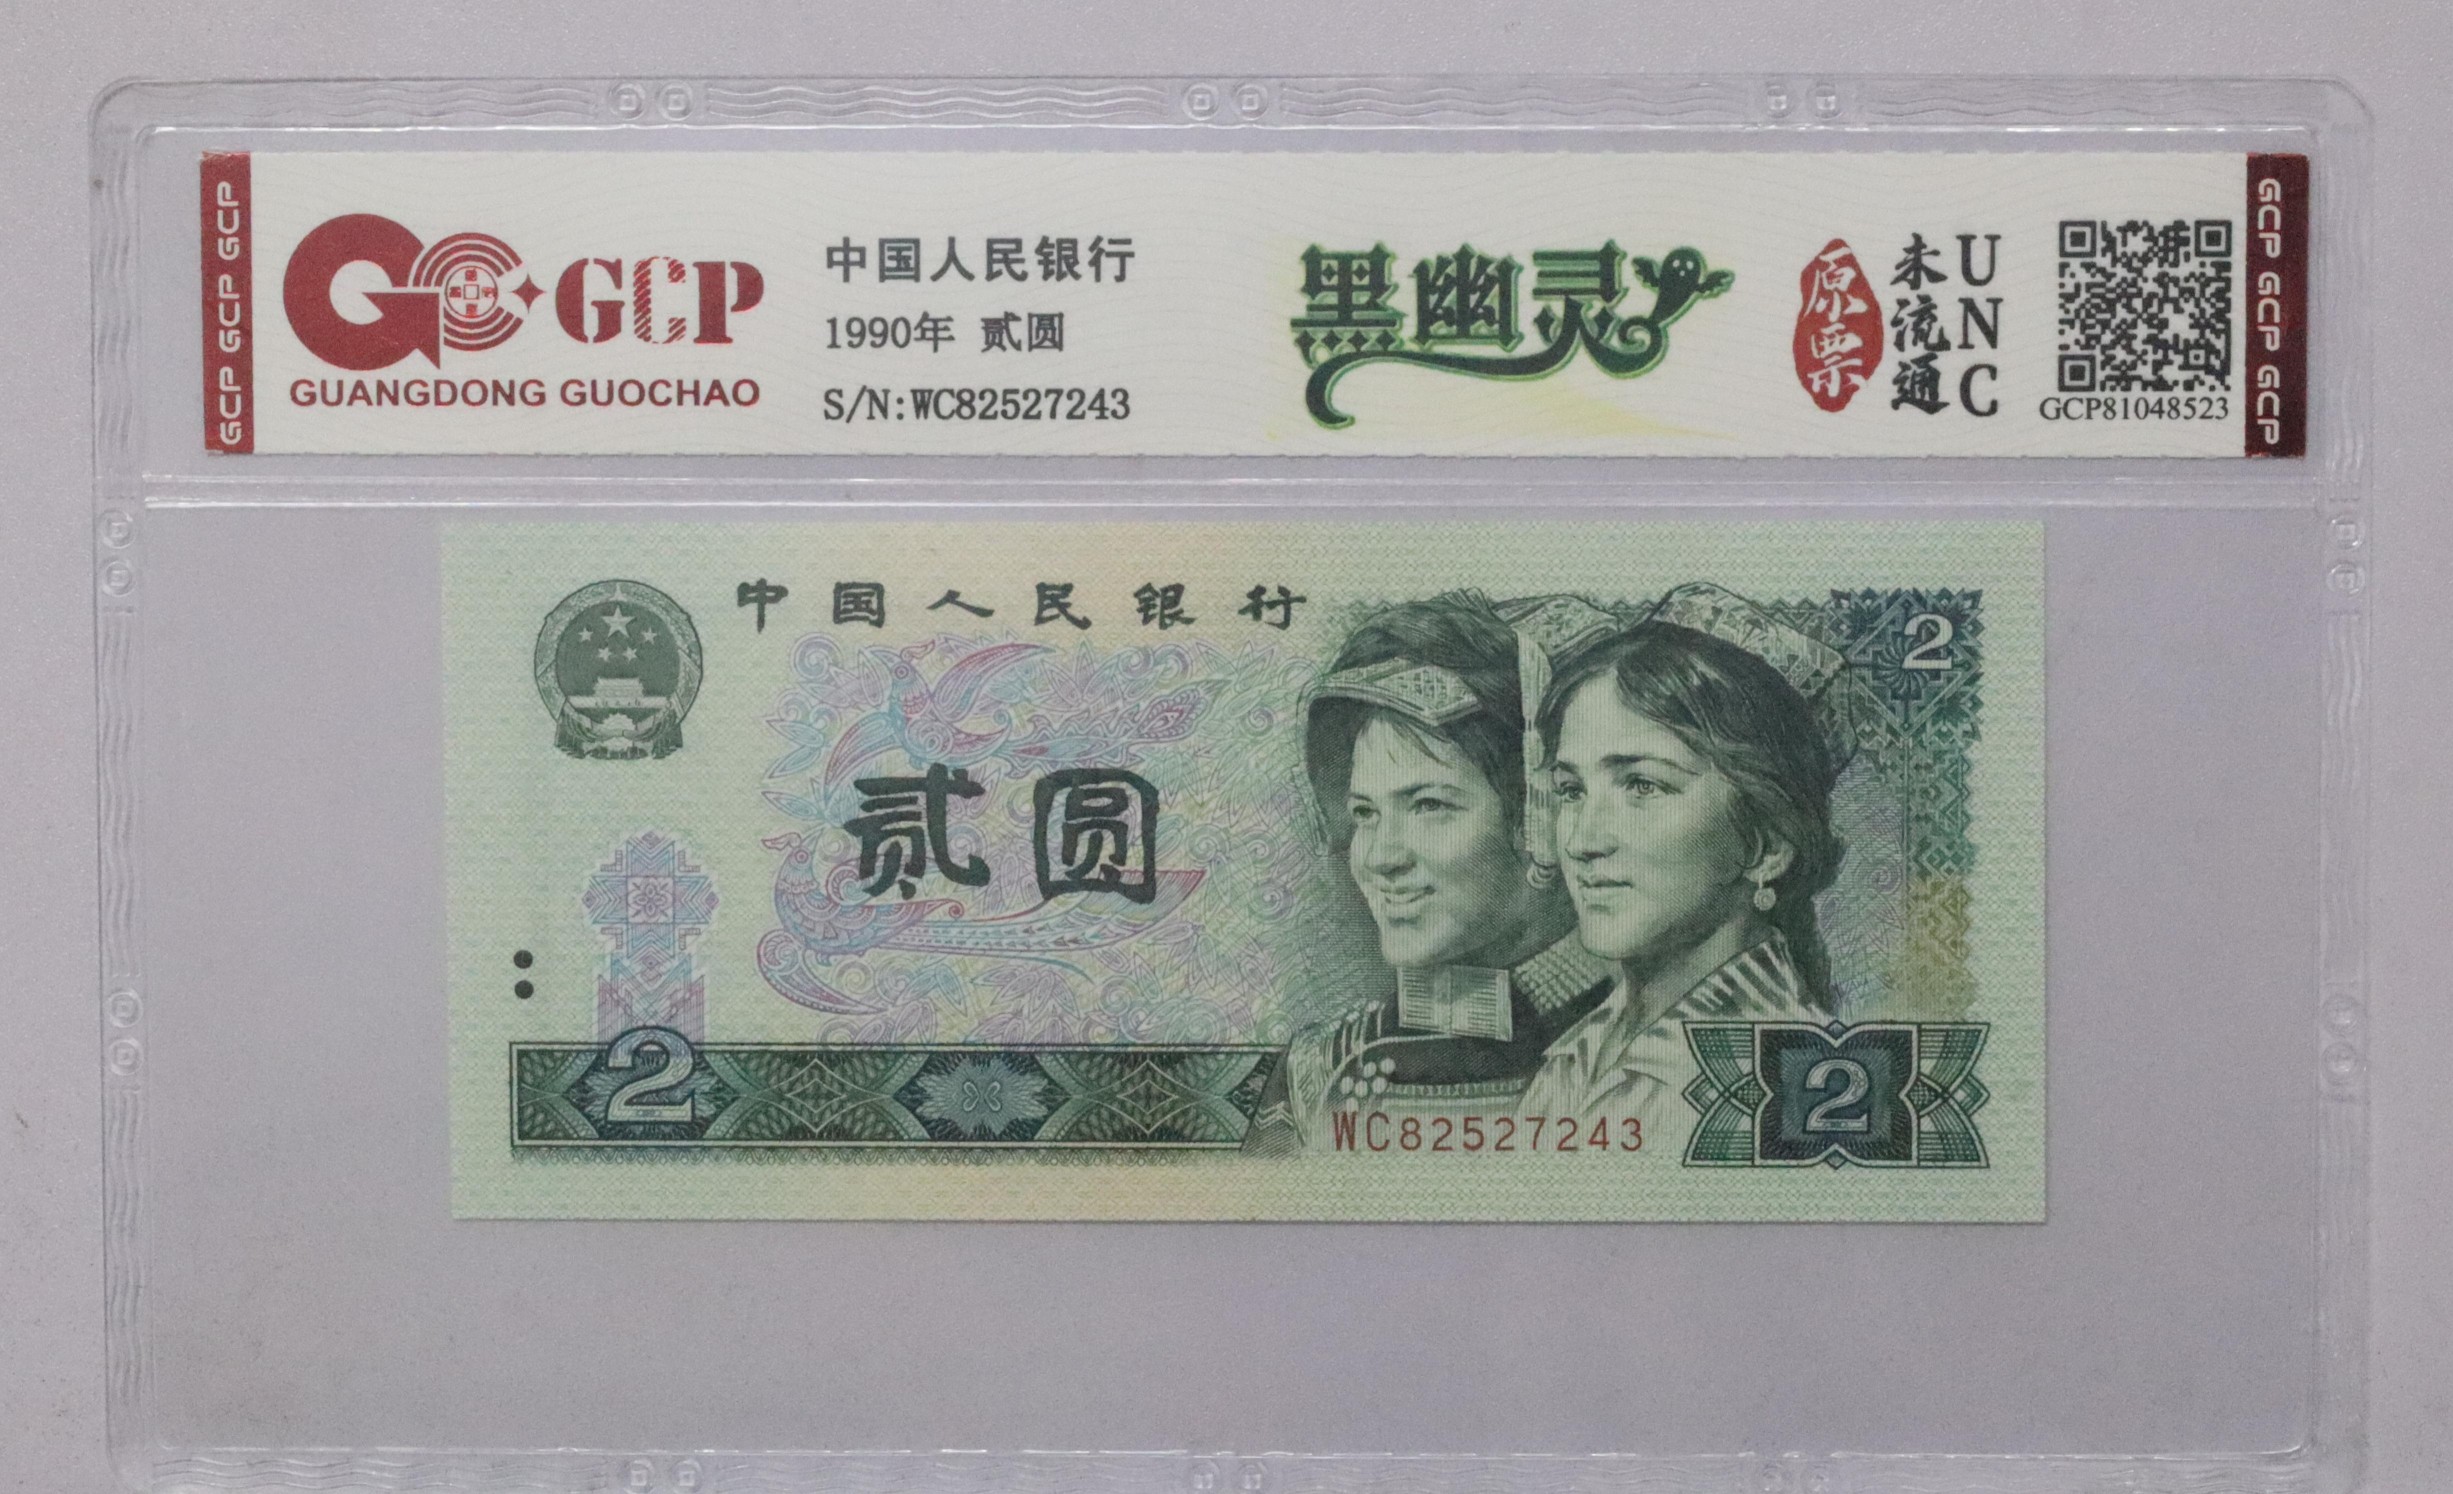 GCP GCP GCP
GCP
GUANGDONG GUOCHAO
中国人民银行
1990年 贰圆
S/N:WC82527243
黑幽灵
原票
未流通
UNC
GCP81048523
GCP GCP GCP
中国人民银行
2
贰圆
2
WC82527243
2